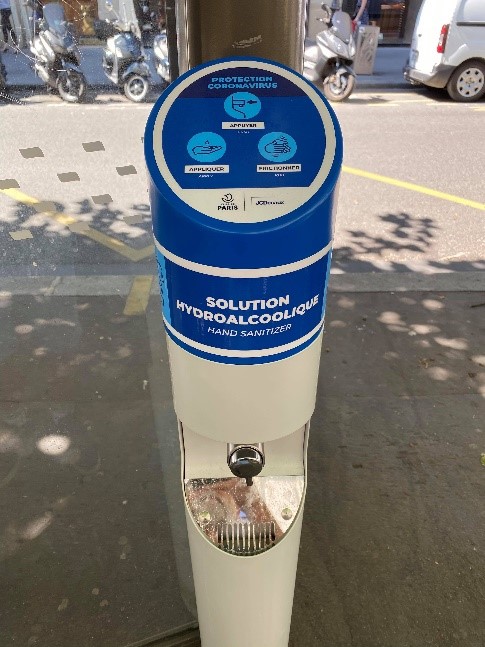 PROTECTION
CORONAVIRUS
APPUYER
APPLIQUER
FRICTIONNER
PARIS
JCDecaux
SOLUTION
HYDROALCOOLIQUE
HAND SANITIZER